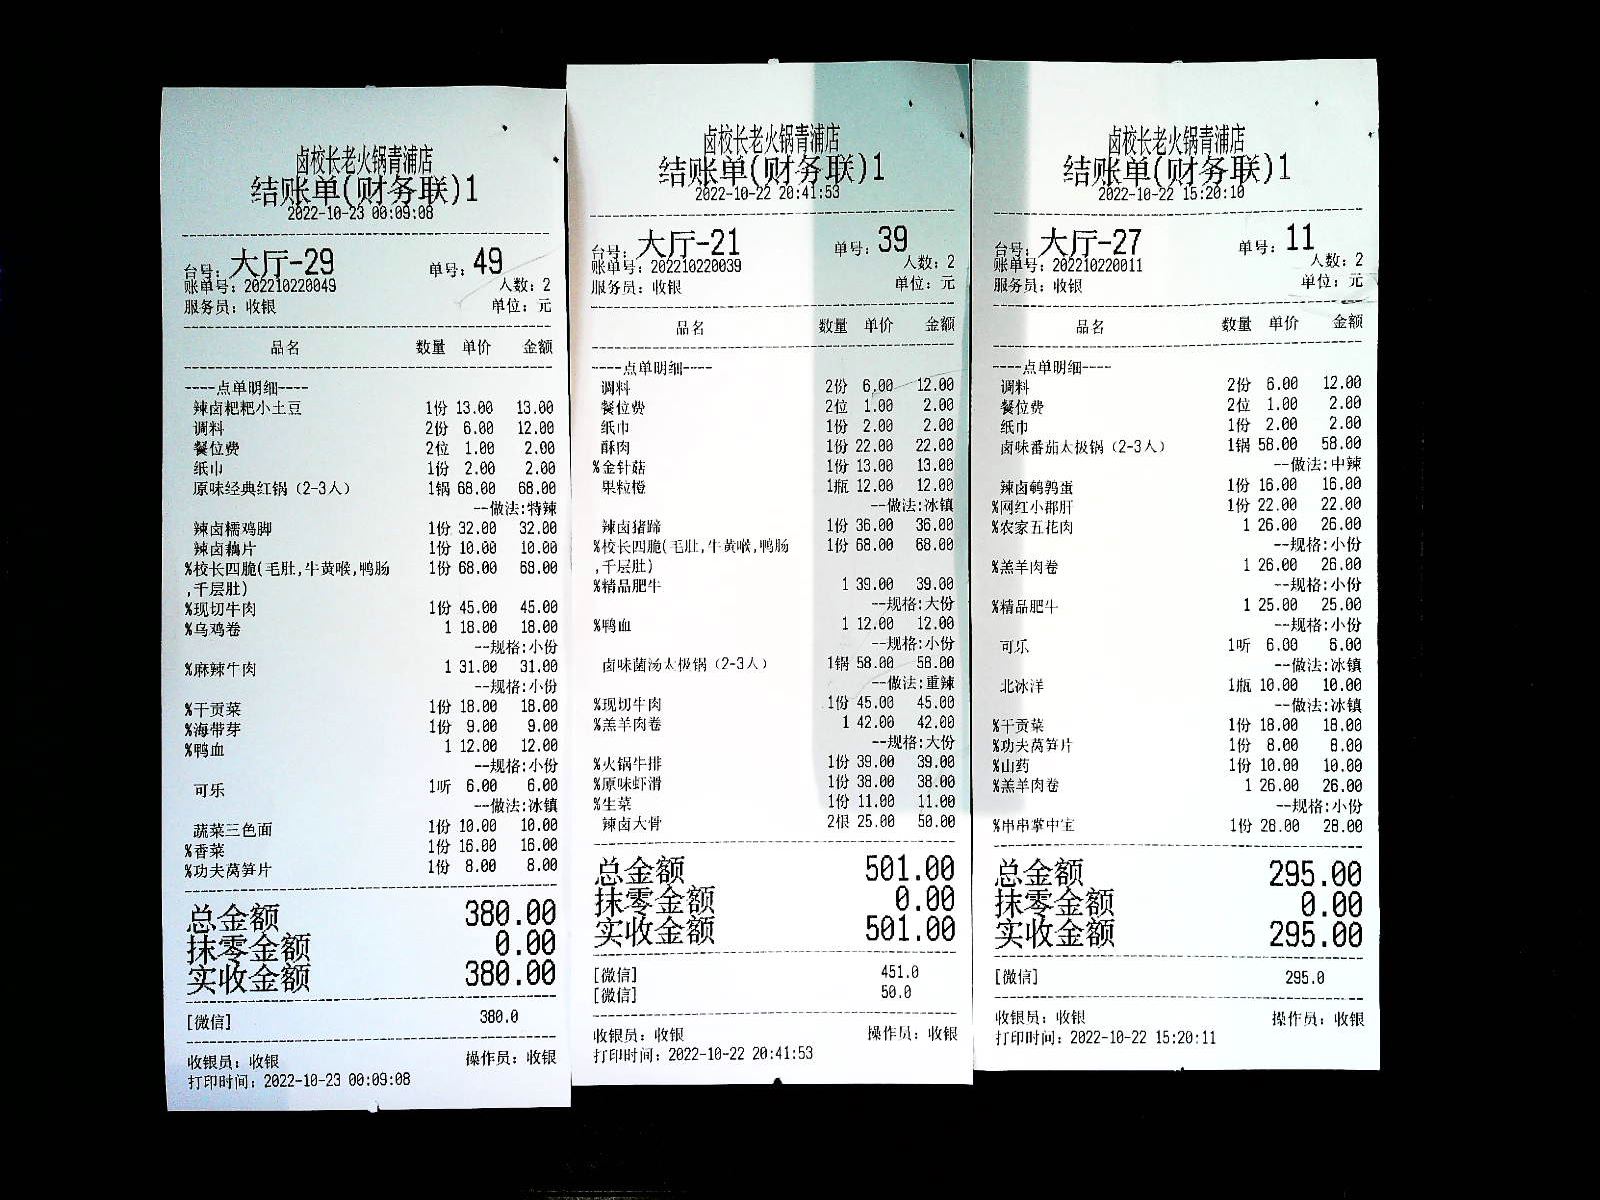 卤校长老火锅青浦店
结账单(财务联)1
2022-10-23 00:09:08
台号: 大厅-29 单号: 49
账单号: 202210220049 人数: 2
服务员: 收银 单位: 元
品名 数量 单价 金额
----点单明细----
辣卤粑粑小土豆 1份 13.00 13.00
调料 2份 6.00 12.00
餐位费 2位 1.00 2.00
纸巾 1份 2.00 2.00
原味经典红锅（2-3人） 1锅 68.00 68.00
--做法:特辣
辣卤糯鸡脚 1份 32.00 32.00
辣卤藕片 1份 10.00 10.00
%校长四脆(毛肚,牛黄喉,鸭肠 1份 68.00 68.00
,千层肚)
%现切牛肉 1份 45.00 45.00
%乌鸡卷 1 18.00 18.00
--规格:小份
%麻辣牛肉 1 31.00 31.00
--规格:小份
%干贡菜 1份 18.00 18.00
%海带芽 1份 9.00 9.00
%鸭血 1 12.00 12.00
--规格:小份
可乐 1听 6.00 6.00
--做法:冰镇
蔬菜三色面 1份 10.00 10.00
%香菜 1份 16.00 16.00
%功夫莴笋片 1份 8.00 8.00
总金额 380.00
抹零金额 0.00
实收金额 380.00
[微信] 380.0
收银员: 收银 操作员: 收银
打印时间: 2022-10-23 00:09:08
卤校长老火锅青浦店
结账单(财务联)1
2022-10-22 20:41:53
台号: 大厅-21 单号: 39
账单号: 202210220039 人数: 2
服务员: 收银 单位: 元
品名 数量 单价 金额
----点单明细----
调料 2份 6.00 12.00
餐位费 2位 1.00 2.00
纸巾 1份 2.00 2.00
酥肉 1份 22.00 22.00
%金针菇 1份 13.00 13.00
果粒橙 1瓶 12.00 12.00
--做法:冰镇
辣卤猪蹄 1份 36.00 36.00
%校长四脆(毛肚,牛黄喉,鸭肠 1份 68.00 68.00
,千层肚)
%精品肥牛 1 39.00 39.00
--规格:大份
%鸭血 1 12.00 12.00
--规格:小份
卤味菌汤太极锅（2-3人） 1锅 58.00 58.00
--做法:重辣
%现切牛肉 1份 45.00 45.00
%羔羊肉卷 1 42.00 42.00
--规格:大份
%火锅牛排 1份 39.00 39.00
%原味虾滑 1份 38.00 38.00
%生菜 1份 11.00 11.00
辣卤大骨 2根 25.00 50.00
总金额 501.00
抹零金额 0.00
实收金额 501.00
[微信] 451.0
[微信] 50.0
收银员: 收银 操作员: 收银
打印时间: 2022-10-22 20:41:53
卤校长老火锅青浦店
结账单(财务联)1
2022-10-22 15:20:10
台号: 大厅-27 单号: 11
账单号: 202210220011 人数: 2
服务员: 收银 单位: 元
品名 数量 单价 金额
----点单明细----
调料 2份 6.00 12.00
餐位费 2位 1.00 2.00
纸巾 1份 2.00 2.00
卤味番茄太极锅（2-3人） 1锅 58.00 58.00
--做法:中辣
辣卤鹌鹑蛋 1份 16.00 16.00
%网红小郡肝 1份 22.00 22.00
%农家五花肉 1 26.00 26.00
--规格:小份
%羔羊肉卷 1 26.00 26.00
--规格:小份
%精品肥牛 1 25.00 25.00
--规格:小份
可乐 1听 6.00 6.00
--做法:冰镇
北冰洋 1瓶 10.00 10.00
--做法:冰镇
%干贡菜 1份 18.00 18.00
%功夫莴笋片 1份 8.00 8.00
%山药 1份 10.00 10.00
%羔羊肉卷 1 26.00 26.00
--规格:小份
%串串掌中宝 1份 28.00 28.00
总金额 295.00
抹零金额 0.00
实收金额 295.00
[微信] 295.0
收银员: 收银 操作员: 收银
打印时间: 2022-10-22 15:20:11